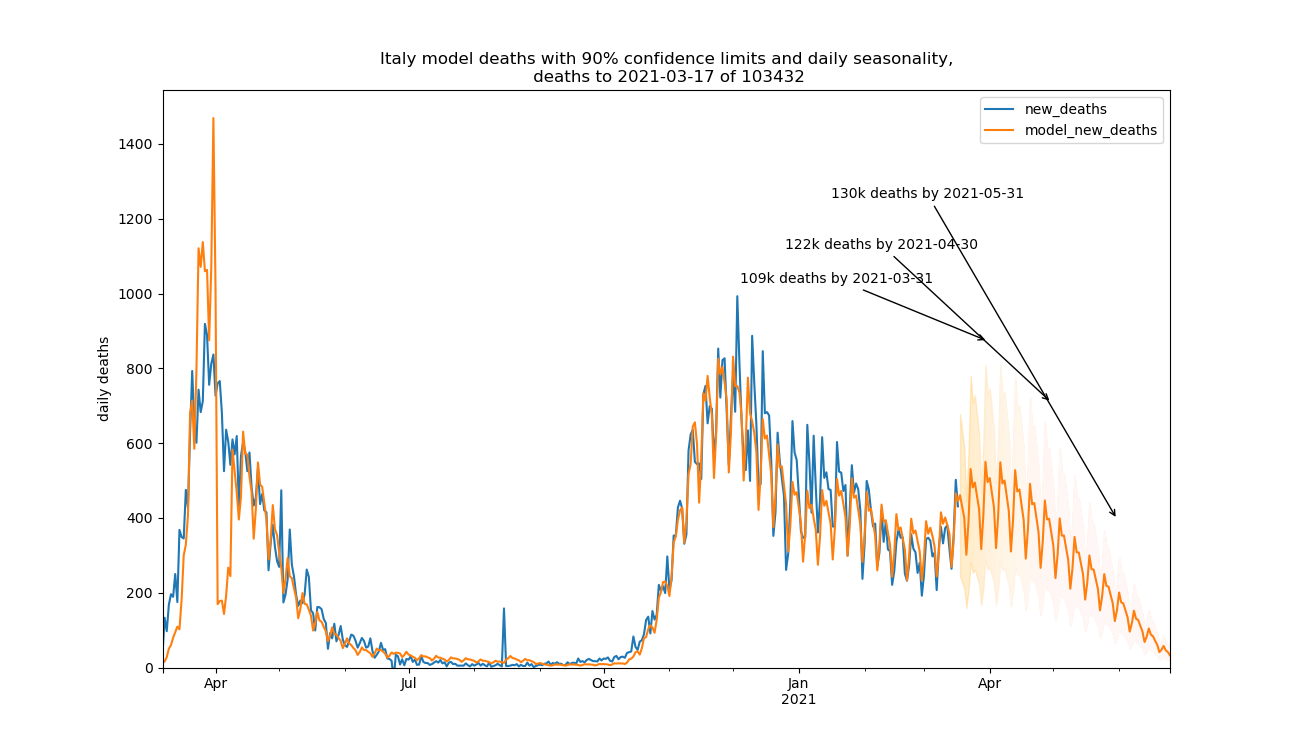 Italy model deaths with 90% confidence limits and daily seasonality,
deaths to 2021-03-17 of 103432
new_deaths
model_new_deaths
130k deaths by 2021-05-31
122k deaths by 2021-04-30
109k deaths by 2021-03-31
daily deaths
1400
1200
1000
800
600
400
200
0
Apr
Jul
Oct
Jan
2021
Apr